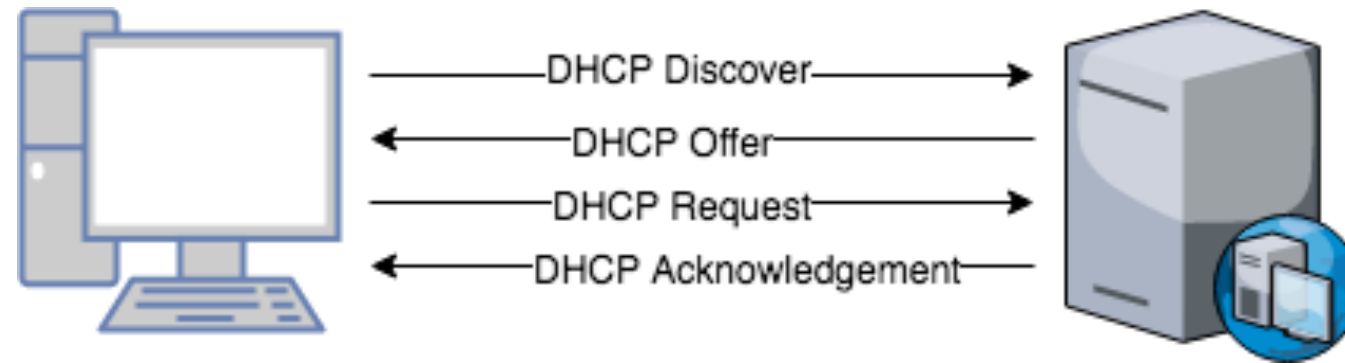 DHCP Discover
DHCP Offer
DHCP Request
DHCP Acknowledgement